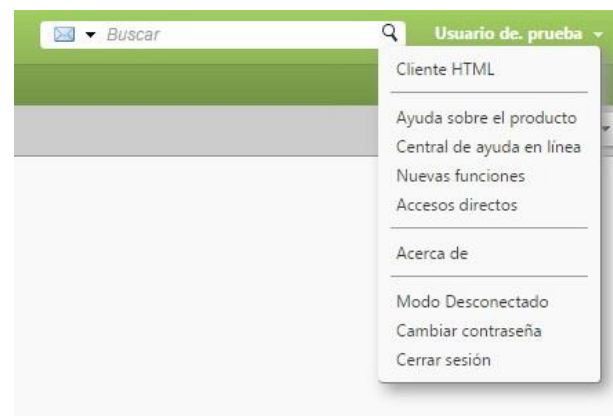 Buscar
Usuario de. prueba
Cliente HTML
Ayuda sobre el producto
Central de ayuda en línea
Nuevas funciones
Accesos directos
Acerca de
Modo Desconectado
Cambiar contraseña
Cerrar sesión